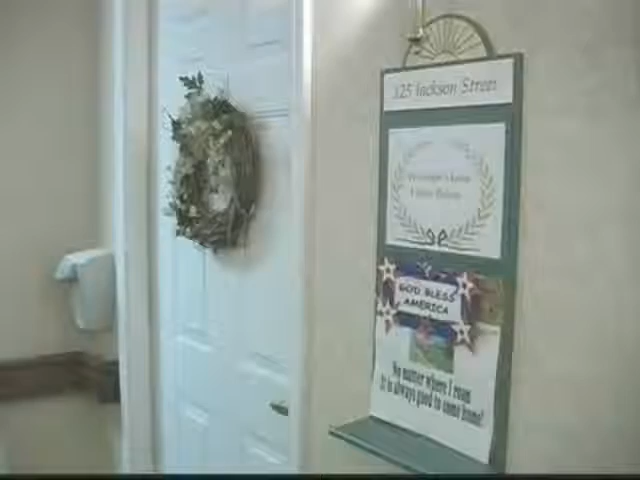 325 Jackson Street
GOD BLESS
AMERICA
No matter where I roam
It is always good to come home!